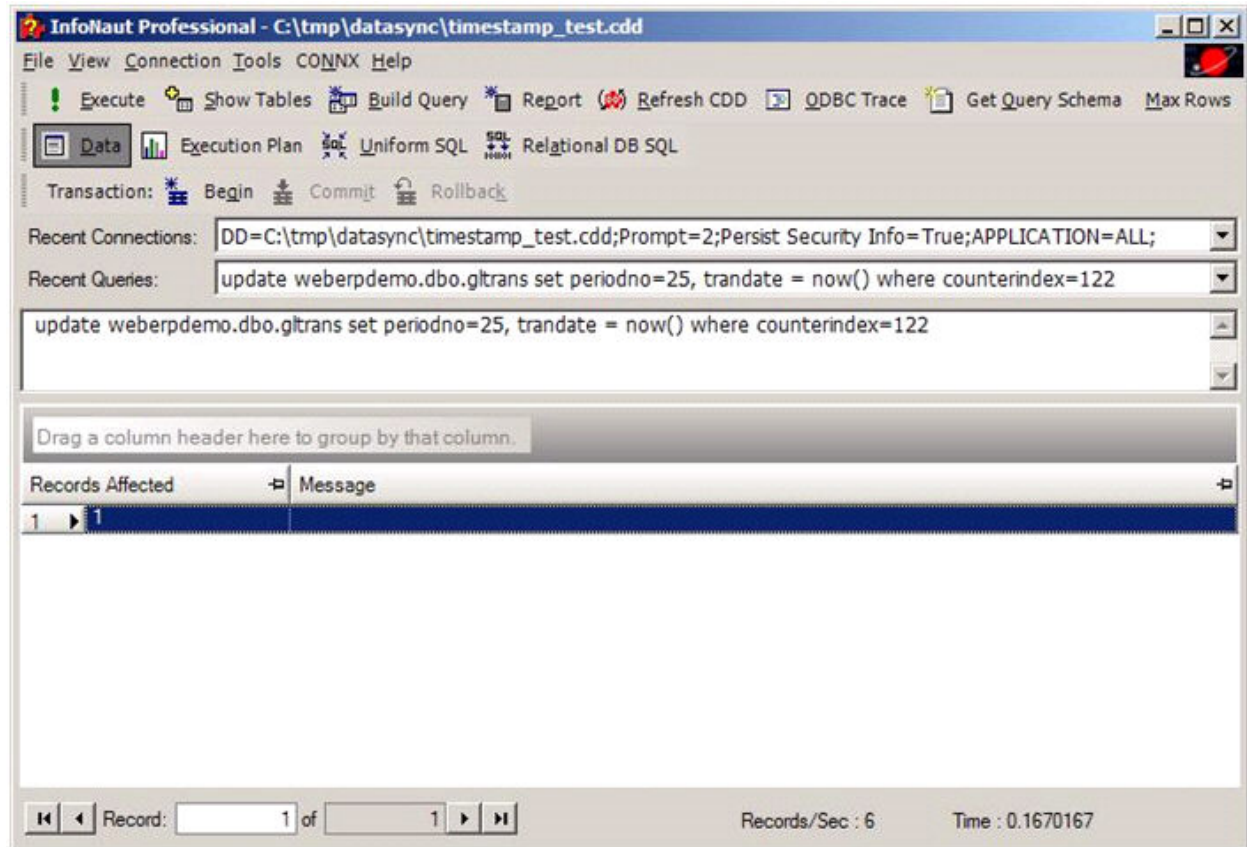 InfoNaut Professional - C:\tmp\datasync\timestamp_test.cdd
File View Connection Tools CONNX Help
Execute Show Tables Build Query Report Refresh CDD ODBC Trace Get Query Schema Max Rows
Data Execution Plan Uniform SQL Relational DB SQL
Transaction: Begin Commit Rollback
Recent Connections: DD=C:\tmp\datasync\timestamp_test.cdd;Prompt=2;Persist Security Info=True;APPLICATION=ALL;
Recent Queries: update weberpdemo.dbo.gltrans set periodno=25, trandate = now() where counterindex=122
update weberpdemo.dbo.gltrans set periodno=25, trandate = now() where counterindex=122
Drag a column header here to group by that column.
Records Affected Message
1 1
Record: 1 of 1 Records/Sec : 6 Time : 0.1670167